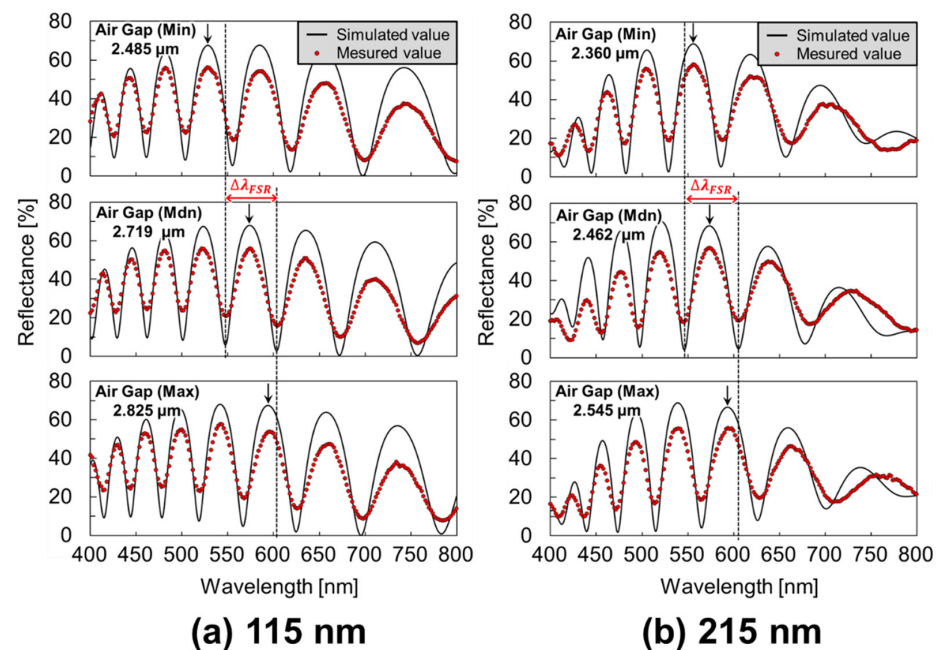 Air Gap (Min)
2.485 µm
Simulated value
Mesured value
80
60
40
20
0
Δλ_FSR
Air Gap (Mdn)
2.719 µm
80
60
40
20
0
Reflectance [%]
Air Gap (Max)
2.825 µm
80
60
40
20
0
400 450 500 550 600 650 700 750 800
Wavelength [nm]
(a) 115 nm
Air Gap (Min)
2.360 µm
Simulated value
Mesured value
80
60
40
20
0
Δλ_FSR
Air Gap (Mdn)
2.462 µm
80
60
40
20
0
Reflectance [%]
Air Gap (Max)
2.545 µm
80
60
40
20
0
400 450 500 550 600 650 700 750 800
Wavelength [nm]
(b) 215 nm